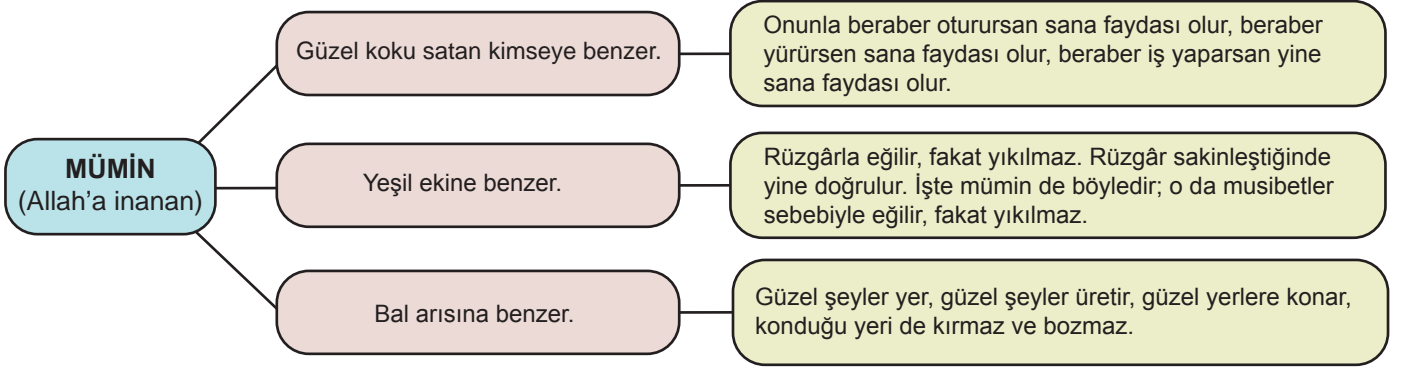 MÜMİN
(Allah'a inanan)
Güzel koku satan kimseye benzer.
Onunla beraber oturursan sana faydası olur, beraber
yürürsen sana faydası olur, beraber iş yaparsan yine
sana faydası olur.
Yeşil ekine benzer.
Rüzgârla eğilir, fakat yıkılmaz. Rüzgâr sakinleştiğinde
yine doğrulur. İşte mümin de böyledir; o da musibetler
sebebiyle eğilir, fakat yıkılmaz.
Bal arısına benzer.
Güzel şeyler yer, güzel şeyler üretir, güzel yerlere konar,
konduğu yeri de kırmaz ve bozmaz.